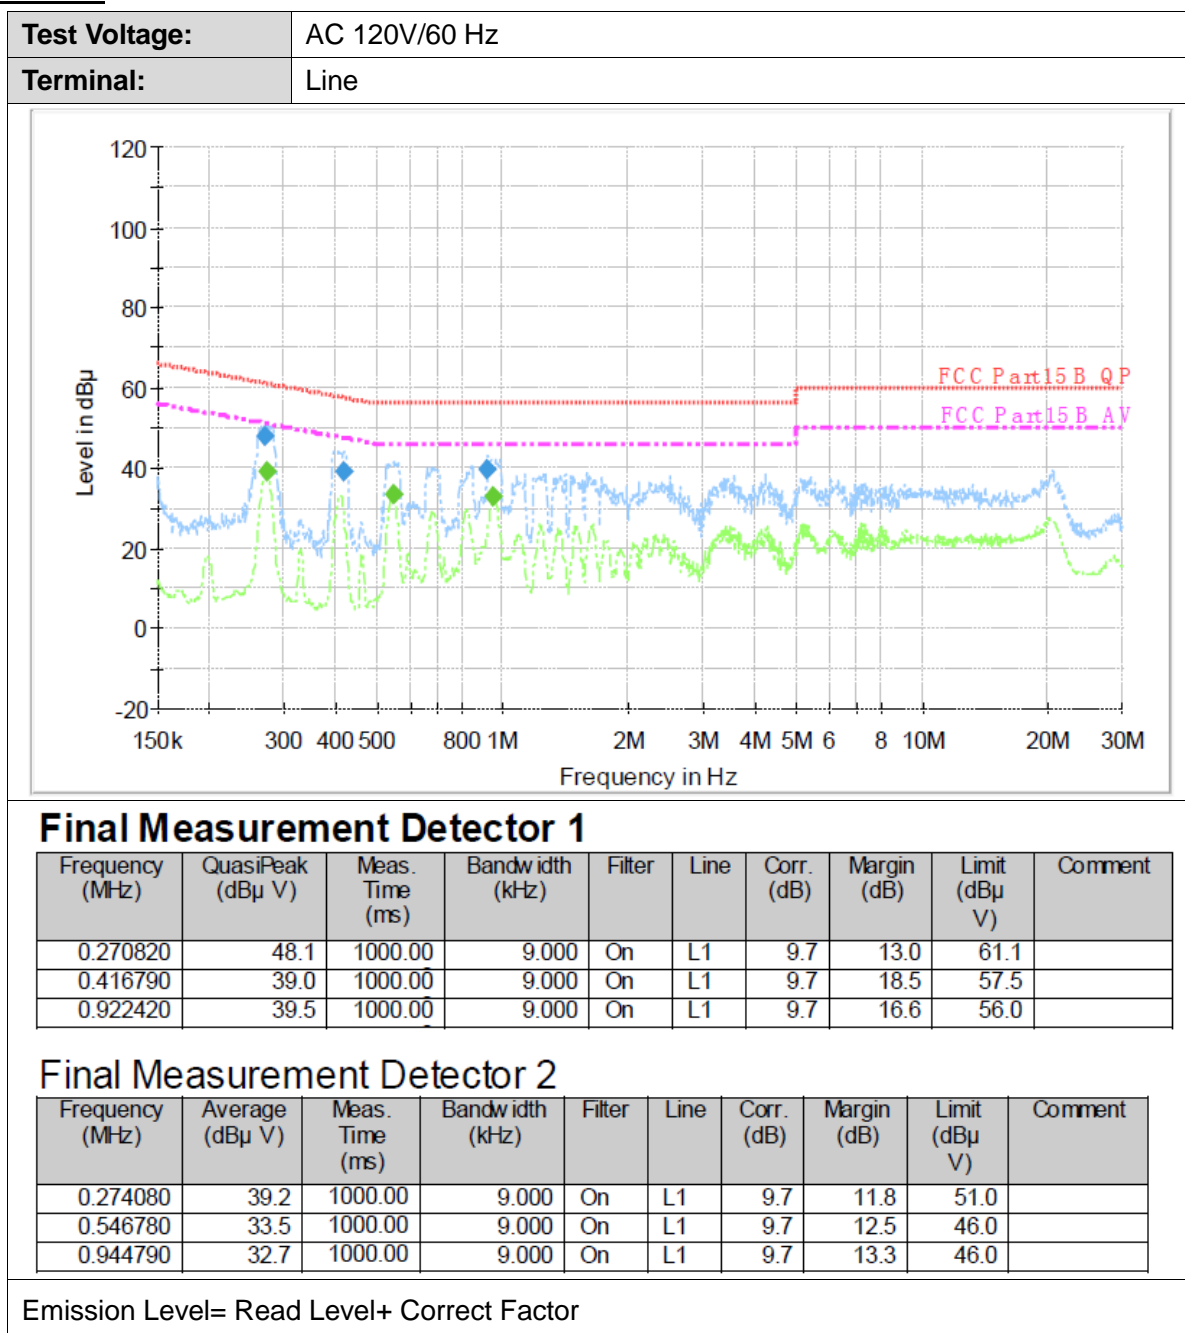 Test Voltage: AC 120V/60 Hz
Terminal: Line
120
100
80
60
40
20
0
-20
Level in dBµ
FCC Part15 B QP
FCC Part15 B AV
150k 300 400 500 800 1M 2M 3M 4M 5M 6 8 10M 20M 30M
Frequency in Hz
Final Measurement Detector 1
Frequency (MHz) QuasiPeak (dBµ V) Meas. Time (ms) Bandwidth (kHz) Filter Line Corr. (dB) Margin (dB) Limit (dBµ V) Comment
0.270820 48.1 1000.00 9.000 On L1 9.7 13.0 61.1
0.416790 39.0 1000.00 9.000 On L1 9.7 18.5 57.5
0.922420 39.5 1000.00 9.000 On L1 9.7 16.6 56.0
Final Measurement Detector 2
Frequency (MHz) Average (dBµ V) Meas. Time (ms) Bandwidth (kHz) Filter Line Corr. (dB) Margin (dB) Limit (dBµ V) Comment
0.274080 39.2 1000.00 9.000 On L1 9.7 11.8 51.0
0.546780 33.5 1000.00 9.000 On L1 9.7 12.5 46.0
0.944790 32.7 1000.00 9.000 On L1 9.7 13.3 46.0
Emission Level= Read Level+ Correct Factor